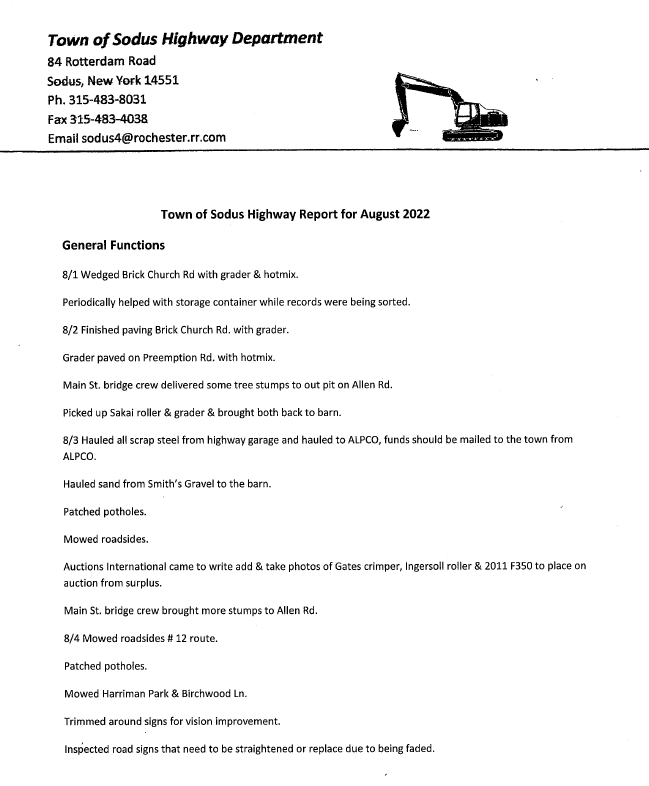 Town of Sodus Highway Department
84 Rotterdam Road
Sodus, New York 14551
Ph. 315-483-8031
Fax 315-483-4038
Email sodus4@rochester.rr.com
Town of Sodus Highway Report for August 2022
General Functions
8/1 Wedged Brick Church Rd with grader & hotmix.
Periodically helped with storage container while records were being sorted.
8/2 Finished paving Brick Church Rd. with grader.
Grader paved on Preemption Rd. with hotmix.
Main St. bridge crew delivered some tree stumps to out pit on Allen Rd.
Picked up Sakai roller & grader & brought both back to barn.
8/3 Hauled all scrap steel from highway garage and hauled to ALPCO, funds should be mailed to the town from
ALPCO.
Hauled sand from Smith's Gravel to the barn.
Patched potholes.
Mowed roadsides.
Auctions International came to write add & take photos of Gates crimper, Ingersoll roller & 2011 F350 to place on
auction from surplus.
Main St. bridge crew brought more stumps to Allen Rd.
8/4 Mowed roadsides # 12 route.
Patched potholes.
Mowed Harriman Park & Birchwood Ln.
Trimmed around signs for vision improvement.
Inspected road signs that need to be straightened or replace due to being faded.